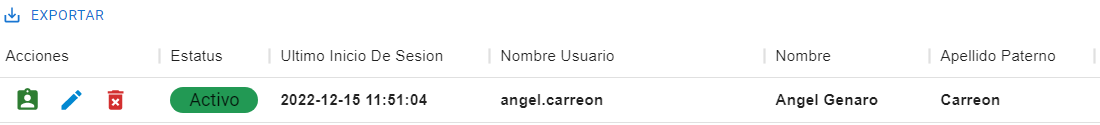 EXPORTAR
Acciones Estatus Ultimo Inicio De Sesion Nombre Usuario Nombre Apellido Paterno
Activo 2022-12-15 11:51:04 angel.carreon Angel Genaro Carreon